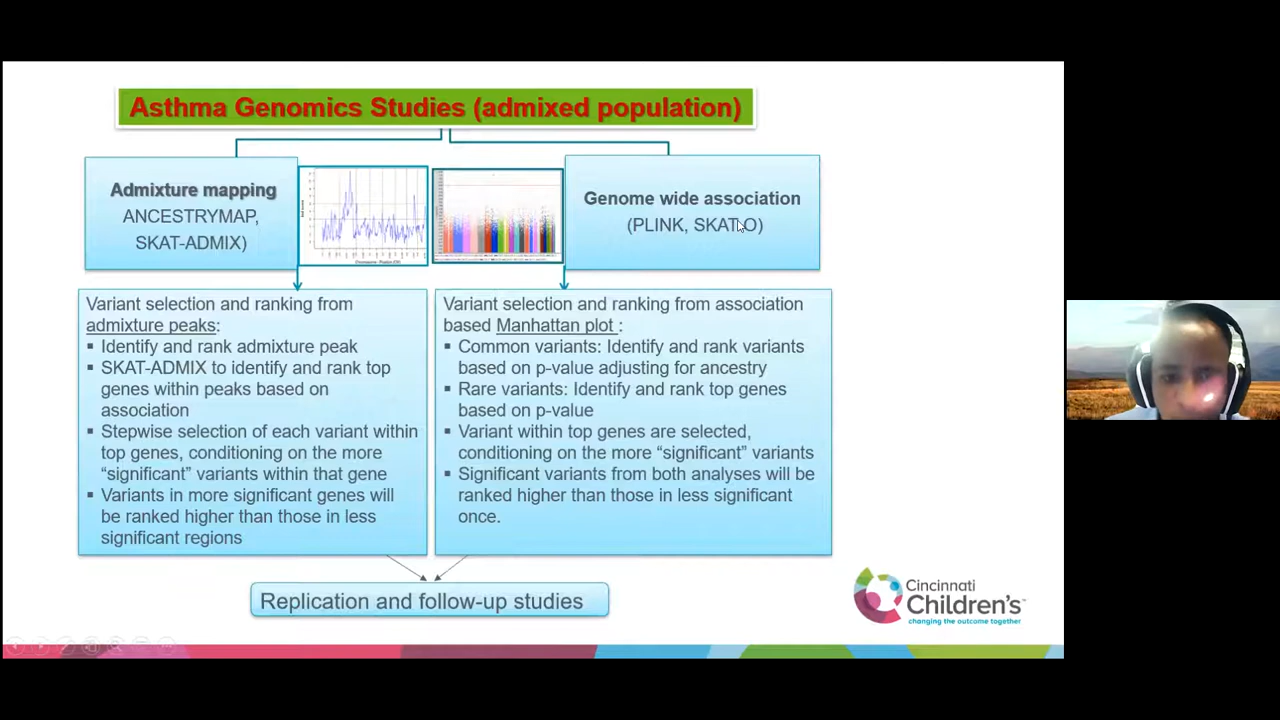 Asthma Genomics Studies (admixed population)
Admixture mapping
ANCESTRYMAP,
SKAT-ADMIX)
Genome wide association
(PLINK, SKAT-O)
Variant selection and ranking from
admixture peaks:
▪ Identify and rank admixture peak
▪ SKAT-ADMIX to identify and rank top
genes within peaks based on
association
▪ Stepwise selection of each variant within
top genes, conditioning on the more
“significant” variants within that gene
▪ Variants in more significant genes will
be ranked higher than those in less
significant regions
Variant selection and ranking from association
based Manhattan plot :
▪ Common variants: Identify and rank variants
based on p-value adjusting for ancestry
▪ Rare variants: Identify and rank top genes
based on p-value
▪ Variant within top genes are selected,
conditioning on the more “significant” variants
▪ Significant variants from both analyses will be
ranked higher than those in less significant
once.
Replication and follow-up studies
Cincinnati
Children's™
changing the outcome together